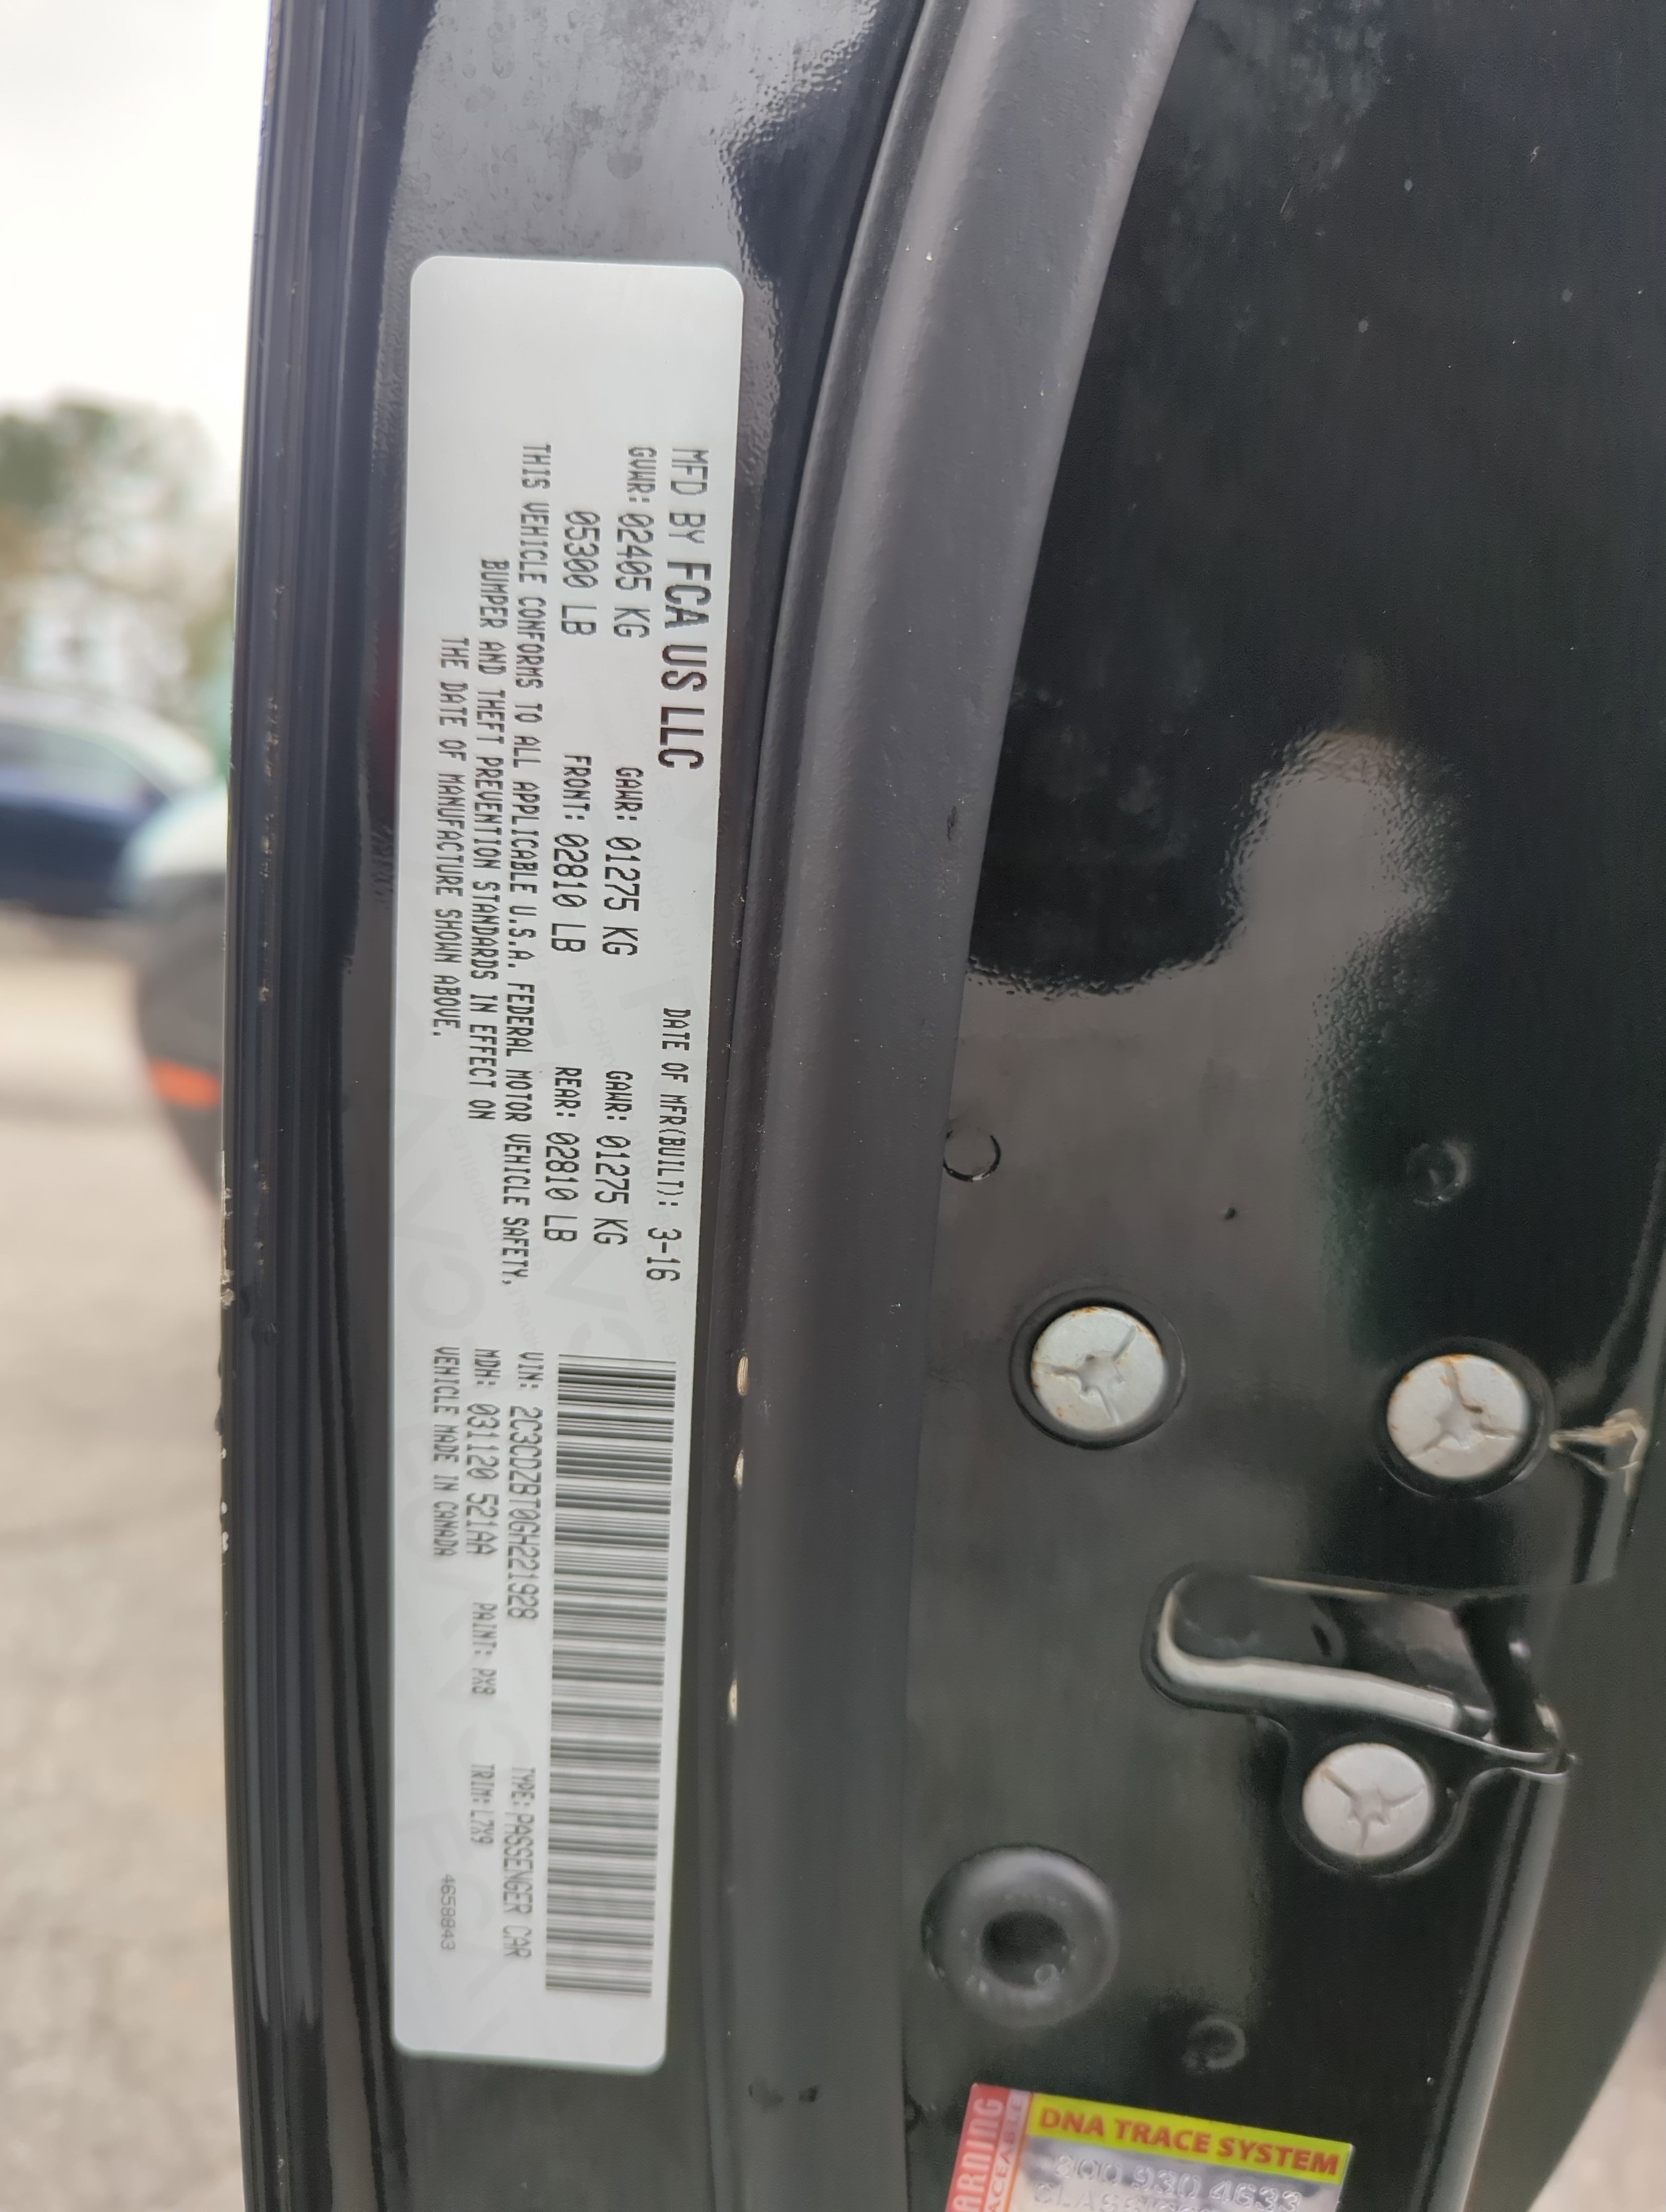 MFD BY FCA US LLC
DATE OF MFR(BUILT): 3-16
GVWR: 02405 KG
GAWR: 01275 KG
GAWR: 01275 KG
05300 LB
FRONT: 02810 LB
REAR: 02810 LB
THIS VEHICLE CONFORMS TO ALL APPLICABLE U.S.A. FEDERAL MOTOR VEHICLE SAFETY,
BUMPER AND THEFT PREVENTION STANDARDS IN EFFECT ON
THE DATE OF MANUFACTURE SHOWN ABOVE.
VIN: 2C3CDZBT0GH221928
TYPE: PASSENGER CAR
MDH: 031120 521AA
PAINT: PX8
TRIM: L7X9
VEHICLE MADE IN CANADA
4658843
DNA TRACE SYSTEM
800 930 4633